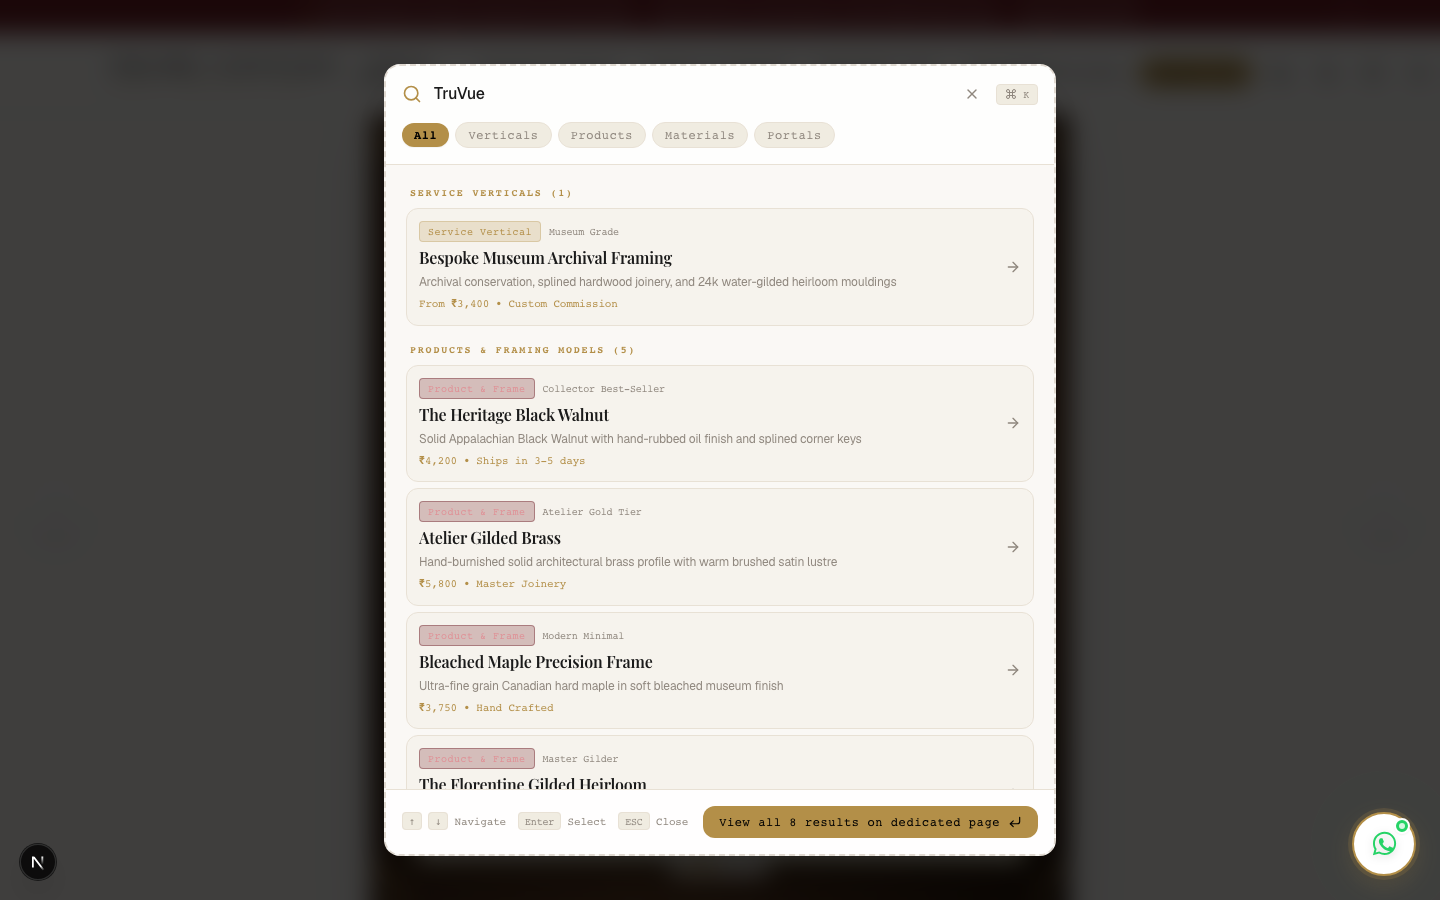 TruVue
⌘ K
All Verticals Products Materials Portals
SERVICE VERTICALS (1)
Service Vertical Museum Grade
Bespoke Museum Archival Framing
Archival conservation, splined hardwood joinery, and 24k water-gilded heirloom mouldings
From ₹3,400 • Custom Commission
PRODUCTS & FRAMING MODELS (5)
Product & Frame Collector Best-Seller
The Heritage Black Walnut
Solid Appalachian Black Walnut with hand-rubbed oil finish and splined corner keys
₹4,200 • Ships in 3-5 days
Product & Frame Atelier Gold Tier
Atelier Gilded Brass
Hand-burnished solid architectural brass profile with warm brushed satin lustre
₹5,800 • Master Joinery
Product & Frame Modern Minimal
Bleached Maple Precision Frame
Ultra-fine grain Canadian hard maple in soft bleached museum finish
₹3,750 • Hand Crafted
Product & Frame Master Gilder
The Florentine Gilded Heirloom
↑ ↓ Navigate Enter Select ESC Close View all 8 results on dedicated page ↵
N